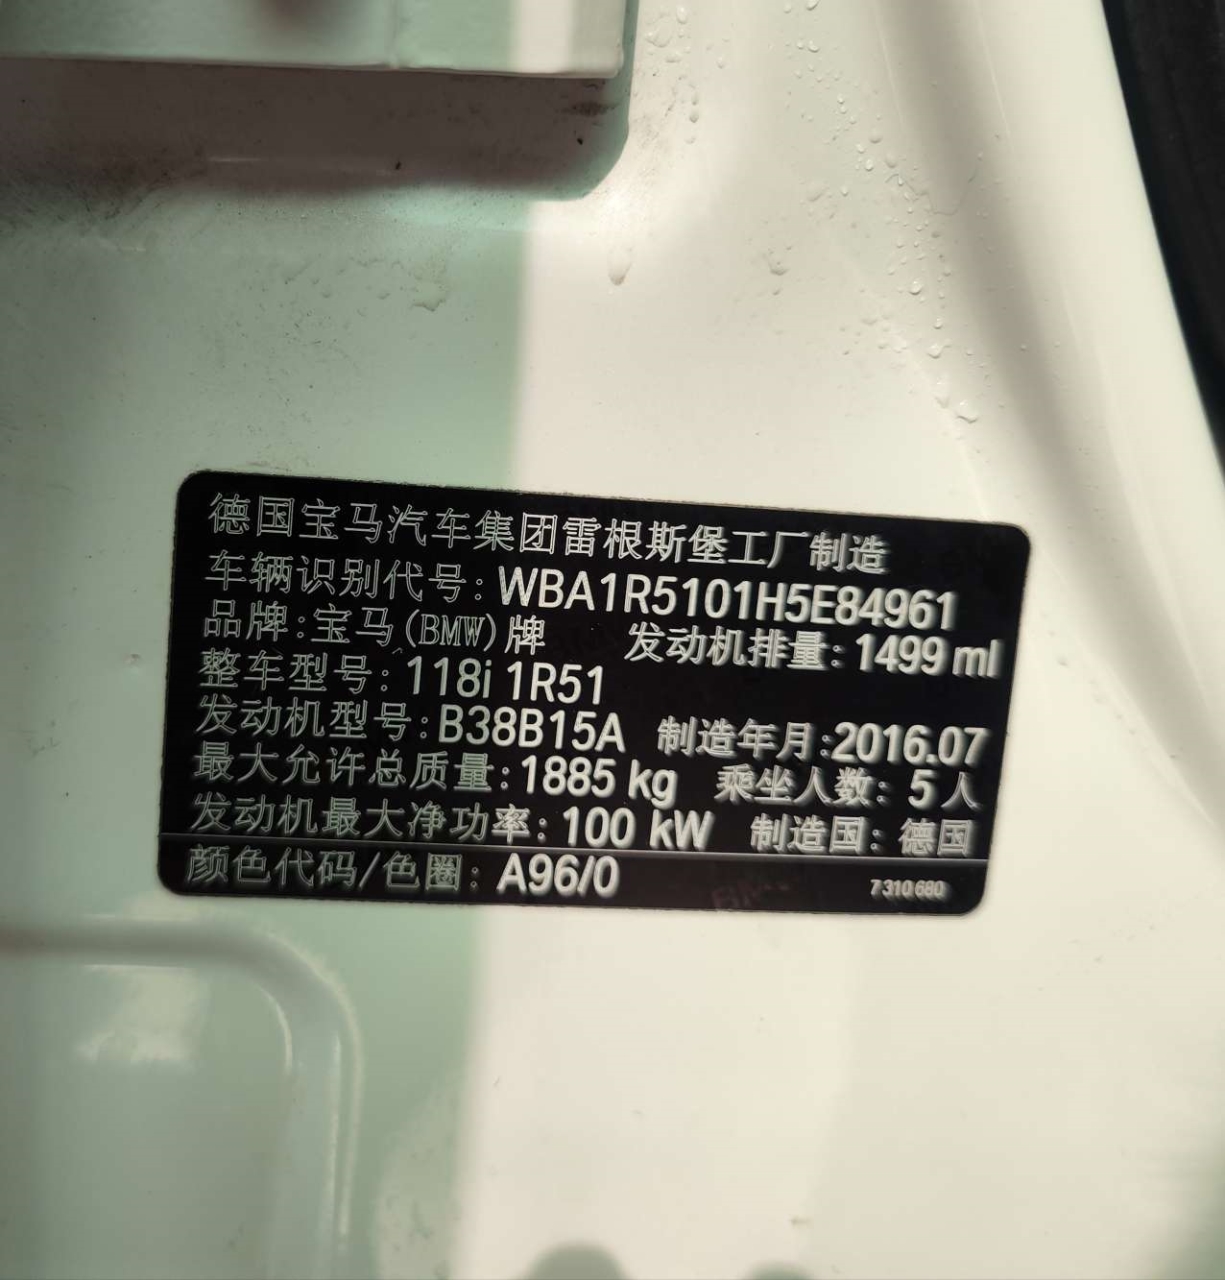 德国宝马汽车集团雷根斯堡工厂制造
车辆识别代号: WBA1R5101H5E84961
品牌:宝马(BMW)牌 发动机排量: 1499 ml
整车型号: 118i 1R51
发动机型号: B38B15A 制造年月:2016.07
最大允许总质量: 1885 kg 乘坐人数: 5 人
发动机最大净功率: 100 kW 制造国: 德国
颜色代码/色圈: A96/0 7 310 680